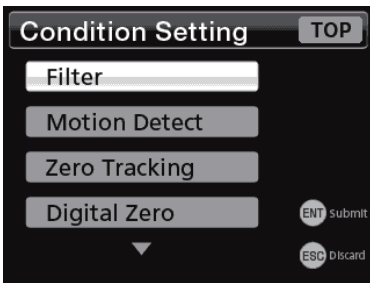 Condition Setting TOP
Filter
Motion Detect
Zero Tracking
Digital Zero
ENT Submit
ESC Discard